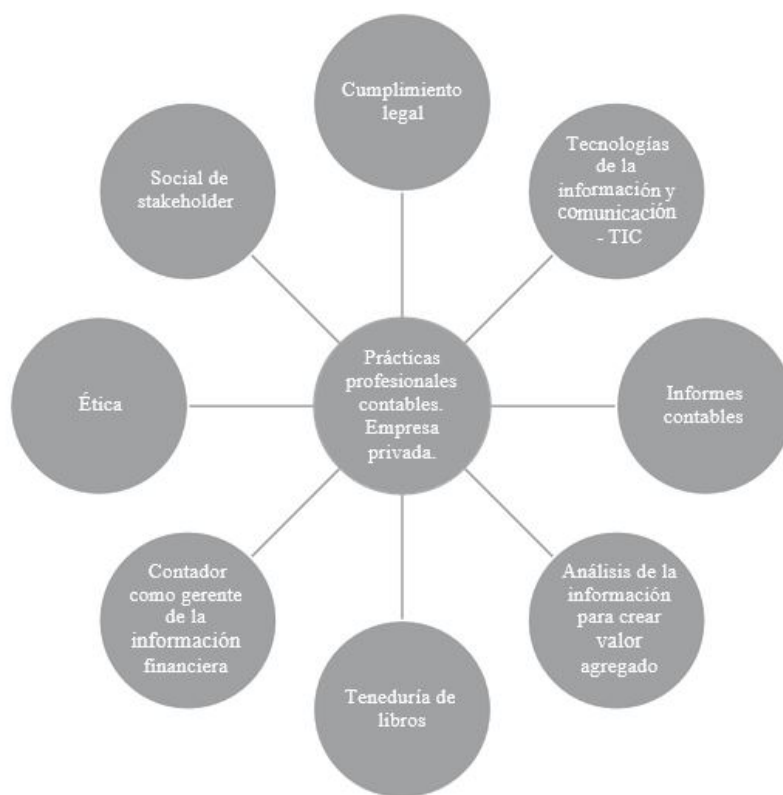 Cumplimiento
legal
Tecnologías
de la
información y
comunicación
- TIC
Informes
contables
Análisis de la
información
para crear
valor
agregado
Teneduría de
libros
Contador
como gerente
de la
información
financiera
Ética
Social de
stakeholder
Prácticas
profesionales
contables.
Empresa
privada.